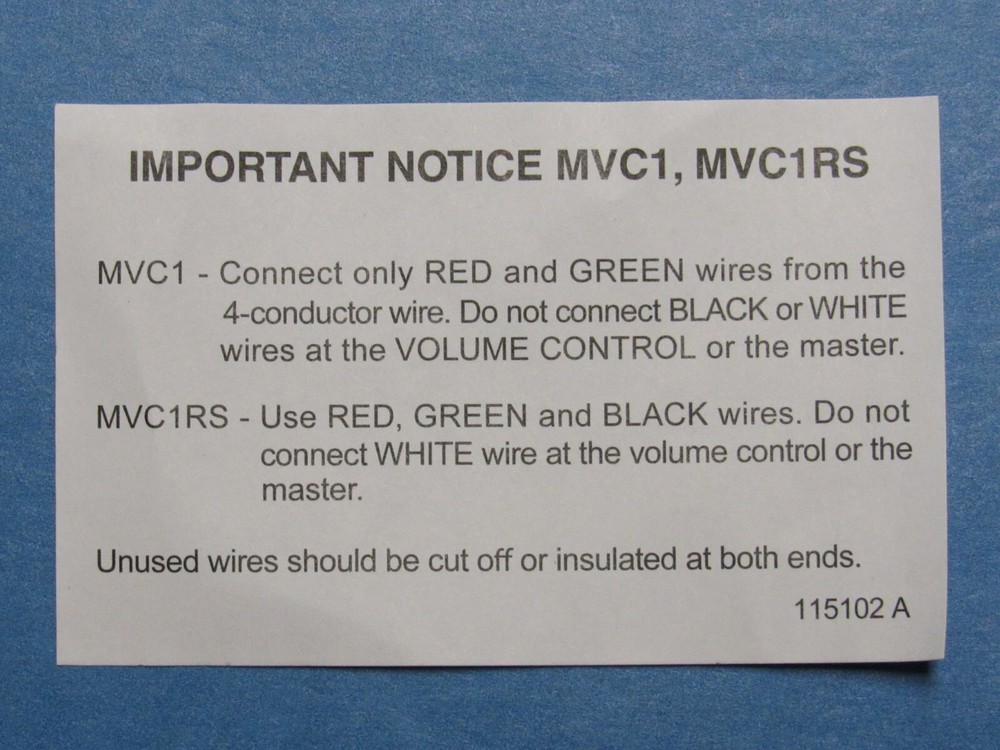 IMPORTANT NOTICE MVC1, MVC1RS
MVC1 - Connect only RED and GREEN wires from the
4-conductor wire. Do not connect BLACK or WHITE
wires at the VOLUME CONTROL or the master.
MVC1RS - Use RED, GREEN and BLACK wires. Do not
connect WHITE wire at the volume control or the
master.
Unused wires should be cut off or insulated at both ends.
115102 A